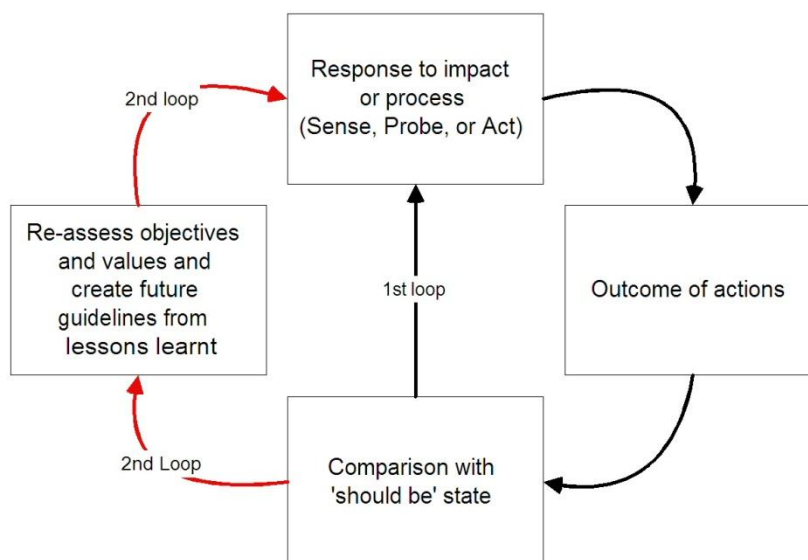 Response to impact
or process
(Sense, Probe, or Act)
2nd loop
Re-assess objectives
and values and
create future
guidelines from
lessons learnt
1st loop
Outcome of actions
2nd Loop
Comparison with
'should be' state